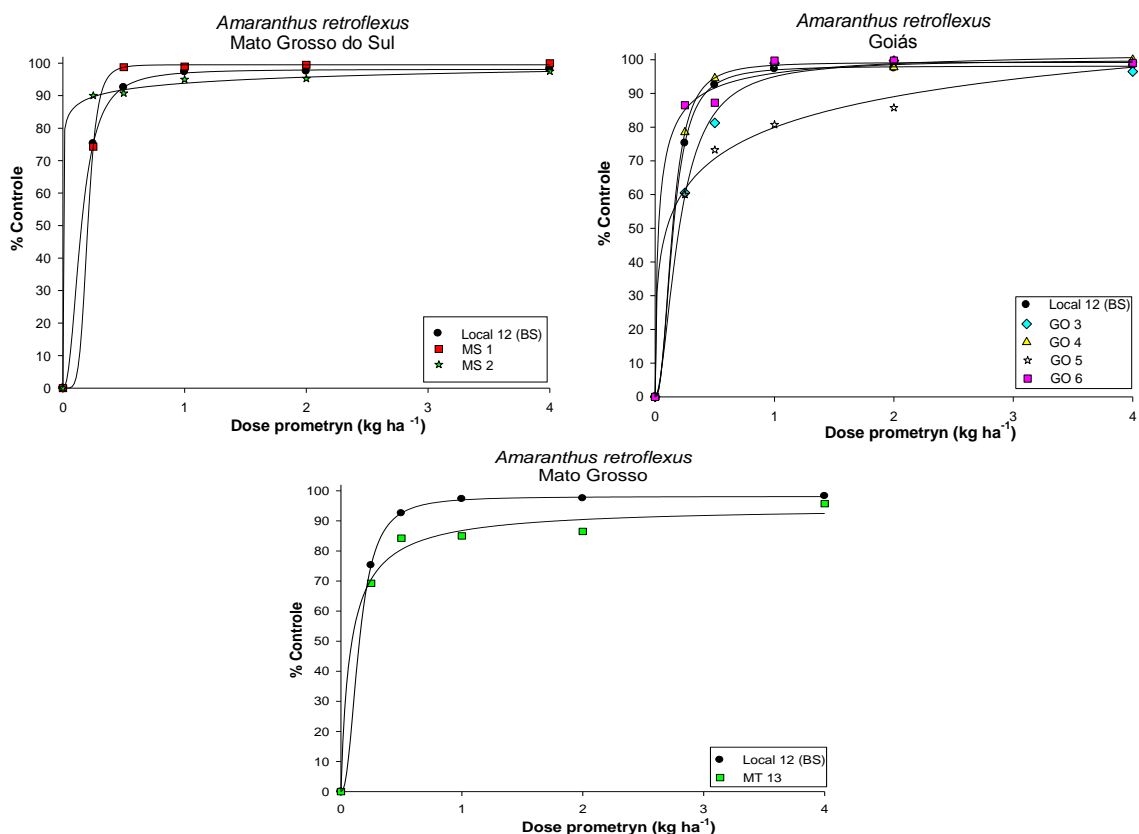 Amaranthus retroflexus
Mato Grosso do Sul
100
90
80
70
60
50
40
30
20
10
0
% Controle
Local 12 (BS)
MS 1
MS 2
0 1 2 3 4
Dose prometryn (kg ha -1)
Amaranthus retroflexus
Goiás
100
90
80
70
60
50
40
30
20
10
0
% Controle
Local 12 (BS)
GO 3
GO 4
GO 5
GO 6
0 1 2 3 4
Dose prometryn (kg ha -1)
Amaranthus retroflexus
Mato Grosso
100
90
80
70
60
50
40
30
20
10
0
% Controle
Local 12 (BS)
MT 13
0 1 2 3 4
Dose prometryn (kg ha -1)